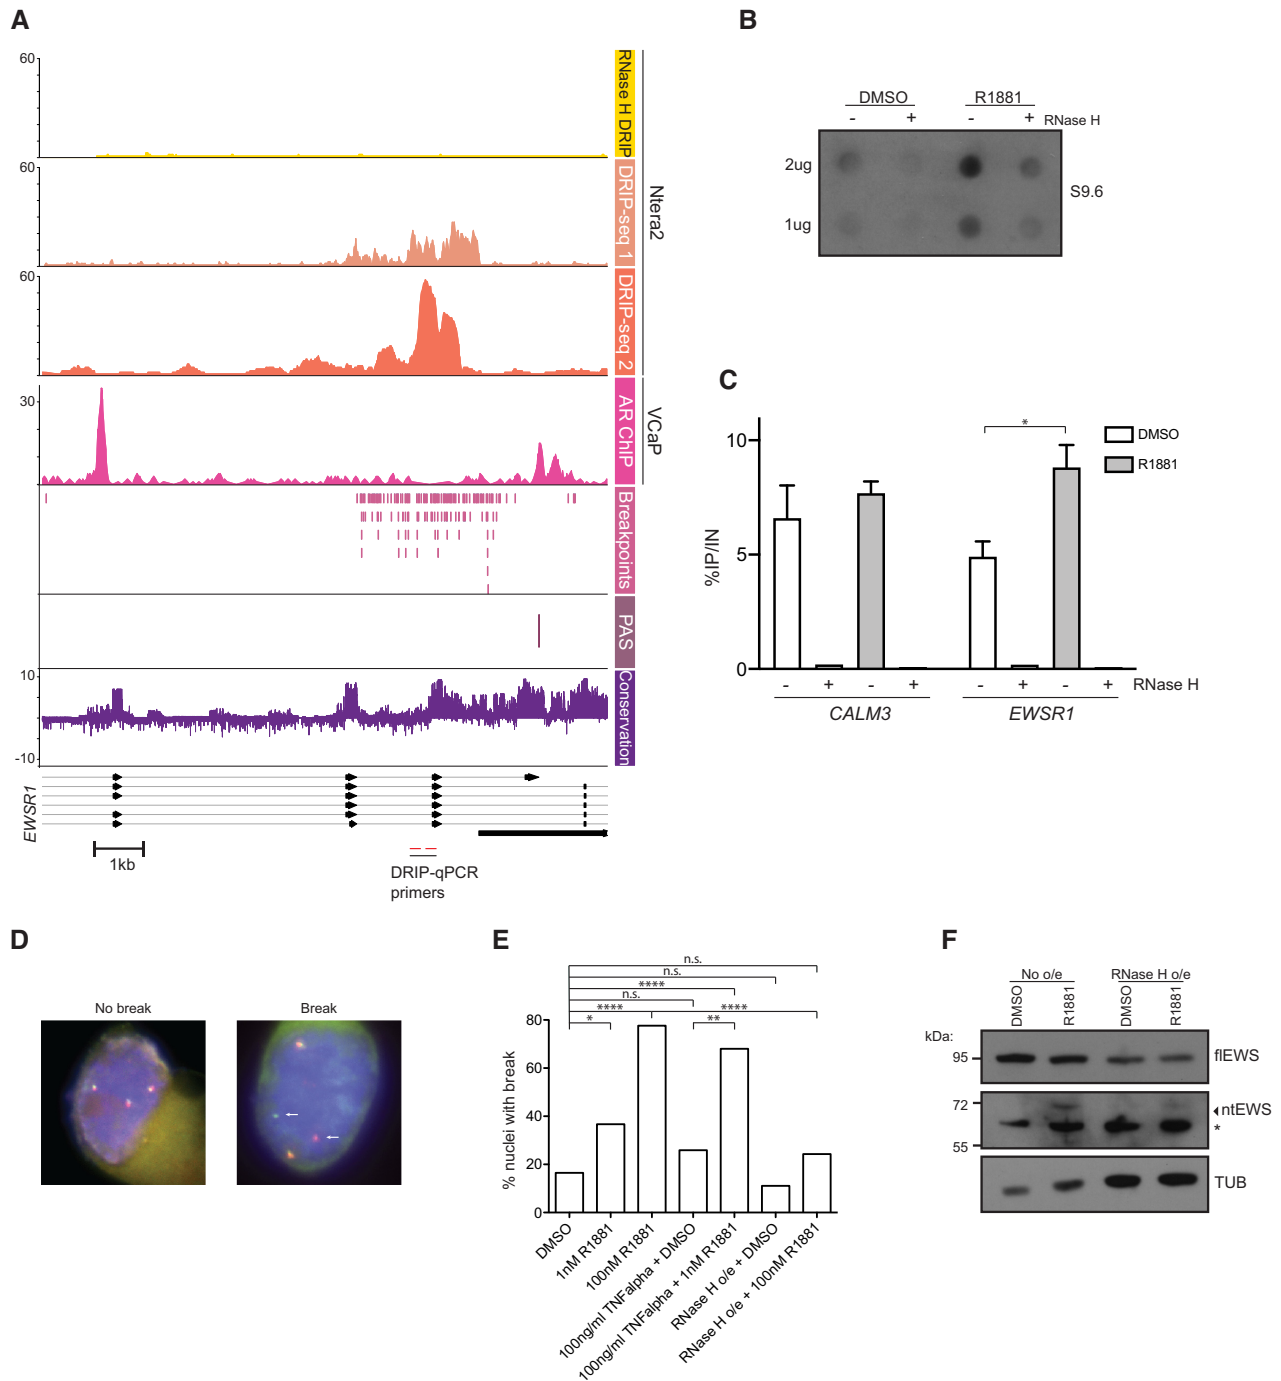 A
60
RNase H DRIP
60
DRIP-seq 1
Ntera2
60
DRIP-seq 2
30
AR ChIP
VCaP
Breakpoints
PAS
10
-10
Conservation
EWSR1
1kb
DRIP-qPCR
primers
B
DMSO
R1881
- + - + RNase H
2ug
1ug
S9.6
C
%IP/IN
10
5
0
*
DMSO
R1881
- + - + - + - + RNase H
CALM3
EWSR1
D
No break
Break
E
% nuclei with break
80
60
40
20
0
n.s.
n.s.
****
n.s.
**** ****
* **
DMSO
1nM R1881
100nM R1881
100ng/ml TNFalpha + DMSO
100ng/ml TNFalpha + 1nM R1881
RNase H o/e + DMSO
RNase H o/e + 100nM R1881
F
No o/e
RNase H o/e
DMSO
R1881
DMSO
R1881
kDa:
95
flEWS
72
ntEWS
*
55
TUB